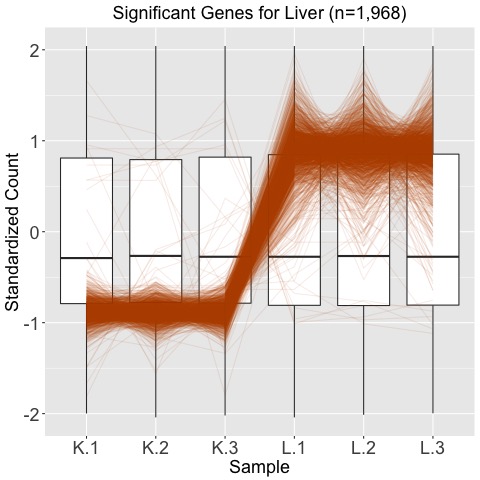 Significant Genes for Liver (n=1,968)
Standardized Count
2
1
0
-1
-2
K.1 K.2 K.3 L.1 L.2 L.3
Sample